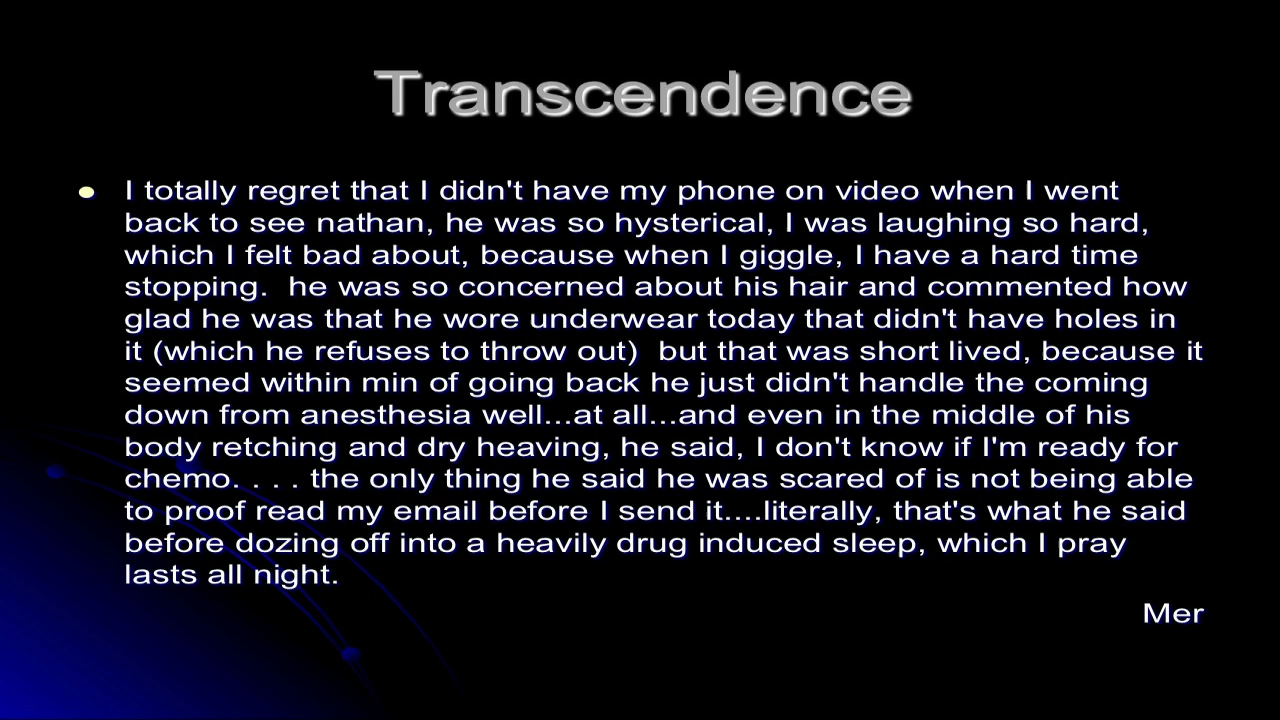 Transcendence
I totally regret that I didn't have my phone on video when I went
back to see nathan, he was so hysterical, I was laughing so hard,
which I felt bad about, because when I giggle, I have a hard time
stopping.  he was so concerned about his hair and commented how
glad he was that he wore underwear today that didn't have holes in
it (which he refuses to throw out)  but that was short lived, because it
seemed within min of going back he just didn't handle the coming
down from anesthesia well...at all...and even in the middle of his
body retching and dry heaving, he said, I don't know if I'm ready for
chemo. . . . the only thing he said he was scared of is not being able
to proof read my email before I send it....literally, that's what he said
before dozing off into a heavily drug induced sleep, which I pray
lasts all night.
Mer